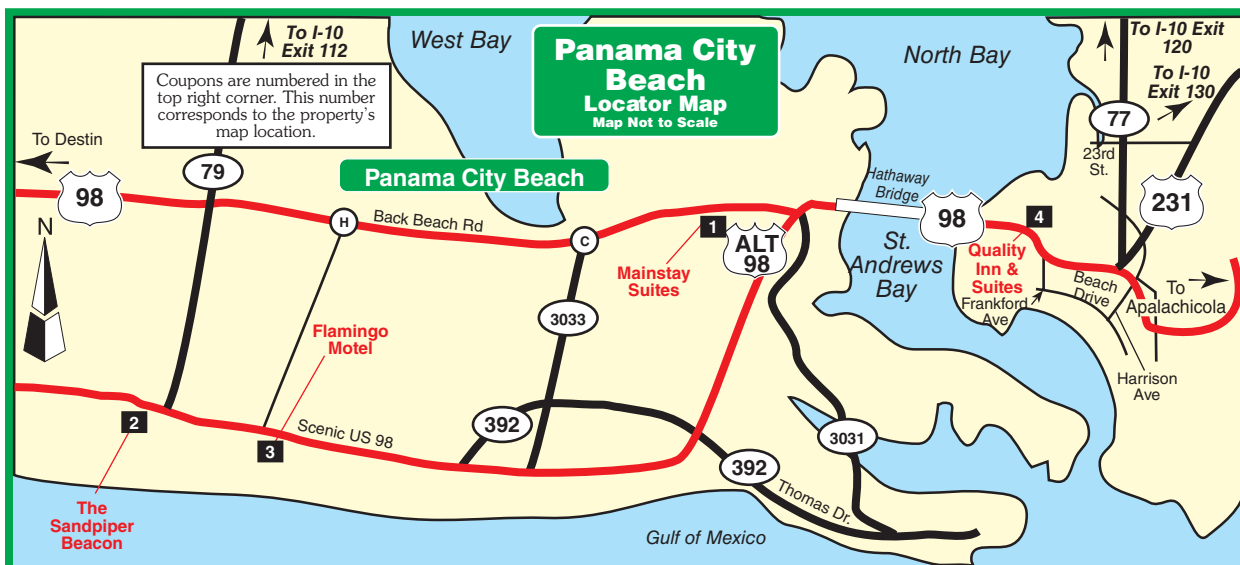 To I-10
Exit 112
West Bay
Panama City
Beach
Locator Map
Map Not to Scale
North Bay
To I-10 Exit
120
To I-10
Exit 130
Coupons are numbered in the
top right corner. This number
corresponds to the property's
map location.
To Destin
98
79
Panama City Beach
Hathaway
Bridge
77
23rd
St.
231
N
H
Back Beach Rd
C
1
ALT
98
98
4
Mainstay
Suites
St.
Andrews
Bay
Quality
Inn &
Suites
Frankford
Ave
Beach
Drive
To
Apalachicola
3033
Flamingo
Motel
Harrison
Ave
2
3
Scenic US 98
392
3031
392
Thomas Dr.
The
Sandpiper
Beacon
Gulf of Mexico